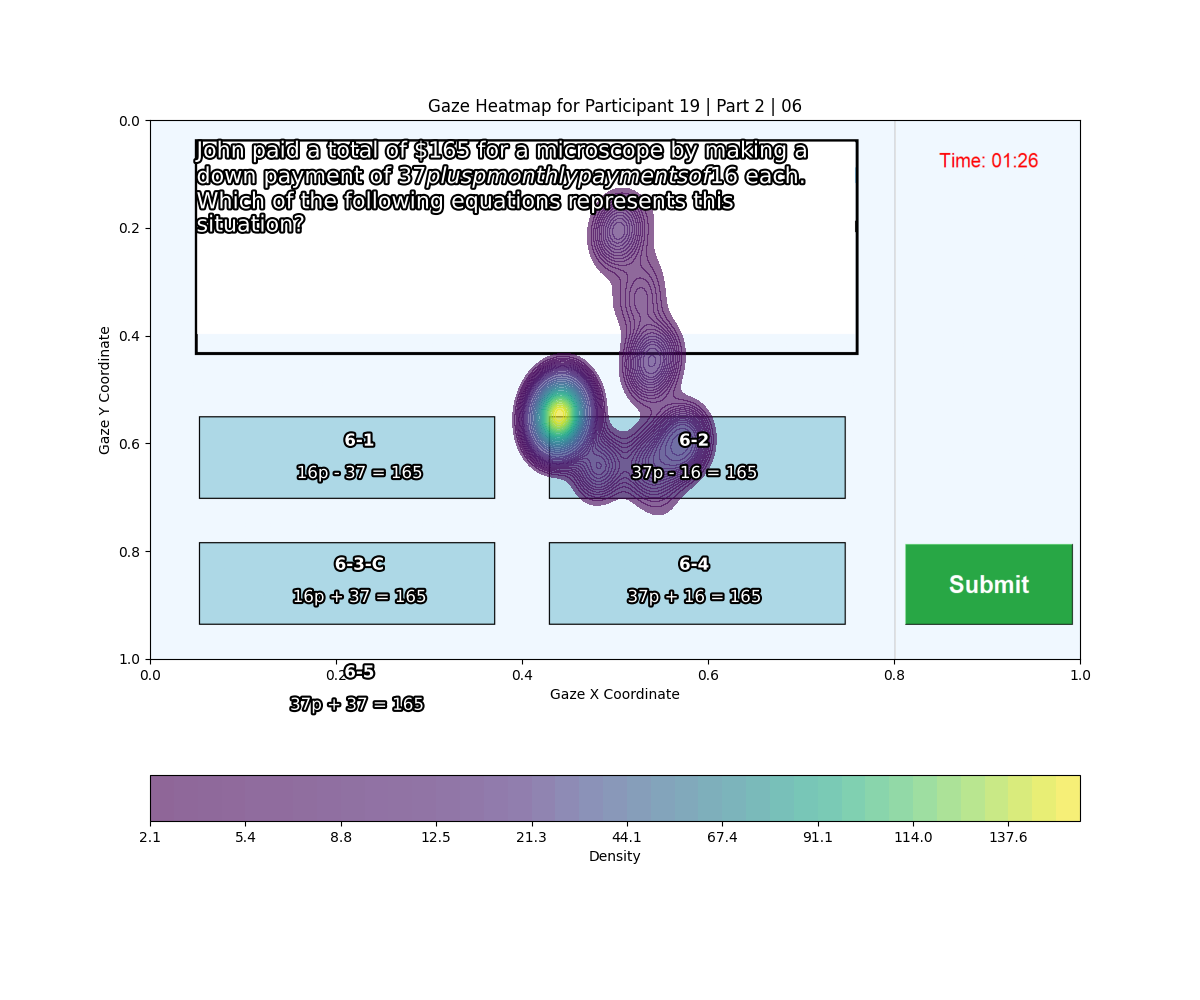 Gaze Heatmap for Participant 19 | Part 2 | 06
John paid a total of $165 for a microscope by making a
down payment of 37pluspmonthlypaymentsof16 each.
Which of the following equations represents this
situation?
Time: 01:26
6-1
16p - 37 = 165
6-2
37p - 16 = 165
6-3-C
16p + 37 = 165
6-4
37p + 16 = 165
Submit
6-5
37p + 37 = 165
0.0
0.2
0.4
0.6
0.8
1.0
Gaze Y Coordinate
0.0 0.2 0.4 0.6 0.8 1.0
Gaze X Coordinate
2.1 5.4 8.8 12.5 21.3 44.1 67.4 91.1 114.0 137.6
Density